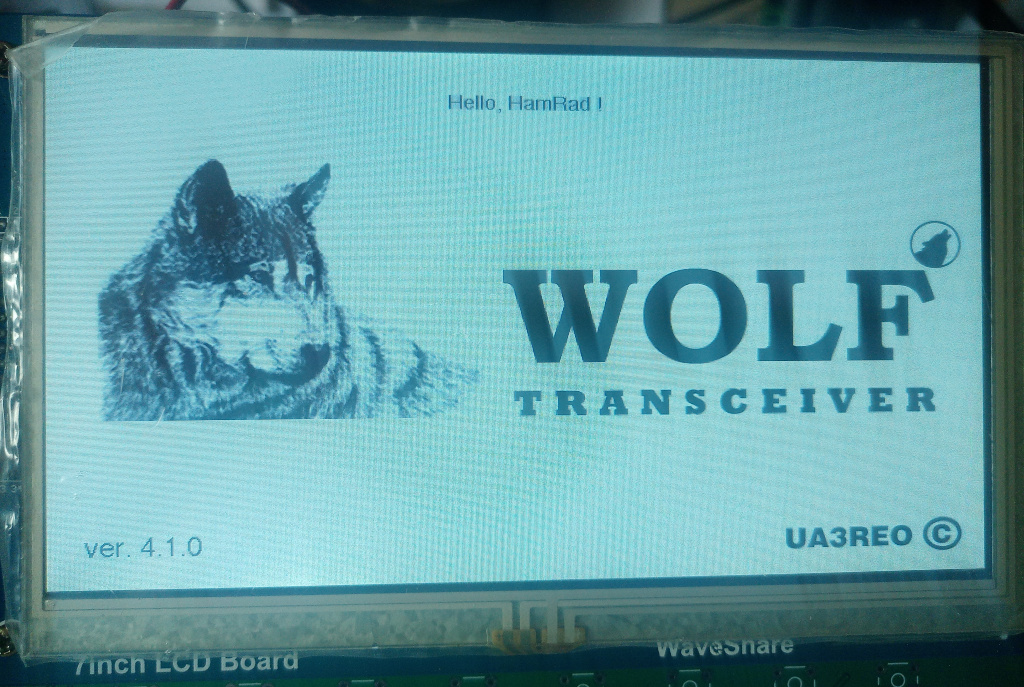 Hello, HamRad !
WOLF
TRANSCEIVER
ver. 4.1.0
UA3REO ©
7inch LCD Board
WaveShare